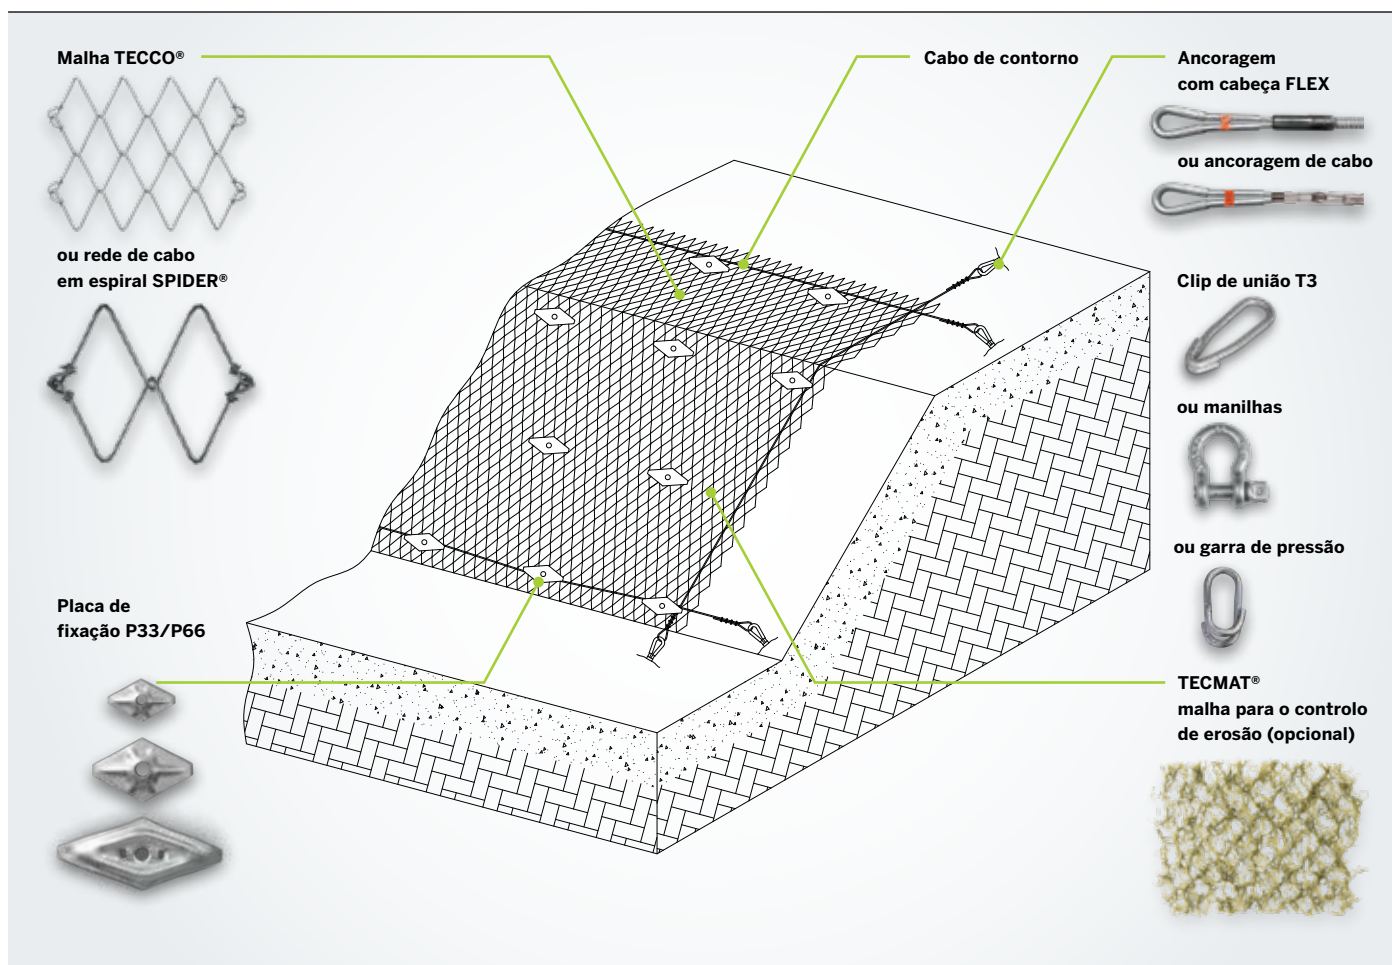 Malha TECCO®
ou rede de cabo
em espiral SPIDER®
Placa de
fixação P33/P66
Cabo de contorno
Ancoragem
com cabeça FLEX
ou ancoragem de cabo
Clip de união T3
ou manilhas
ou garra de pressão
TECMAT®
malha para o controlo
de erosão (opcional)